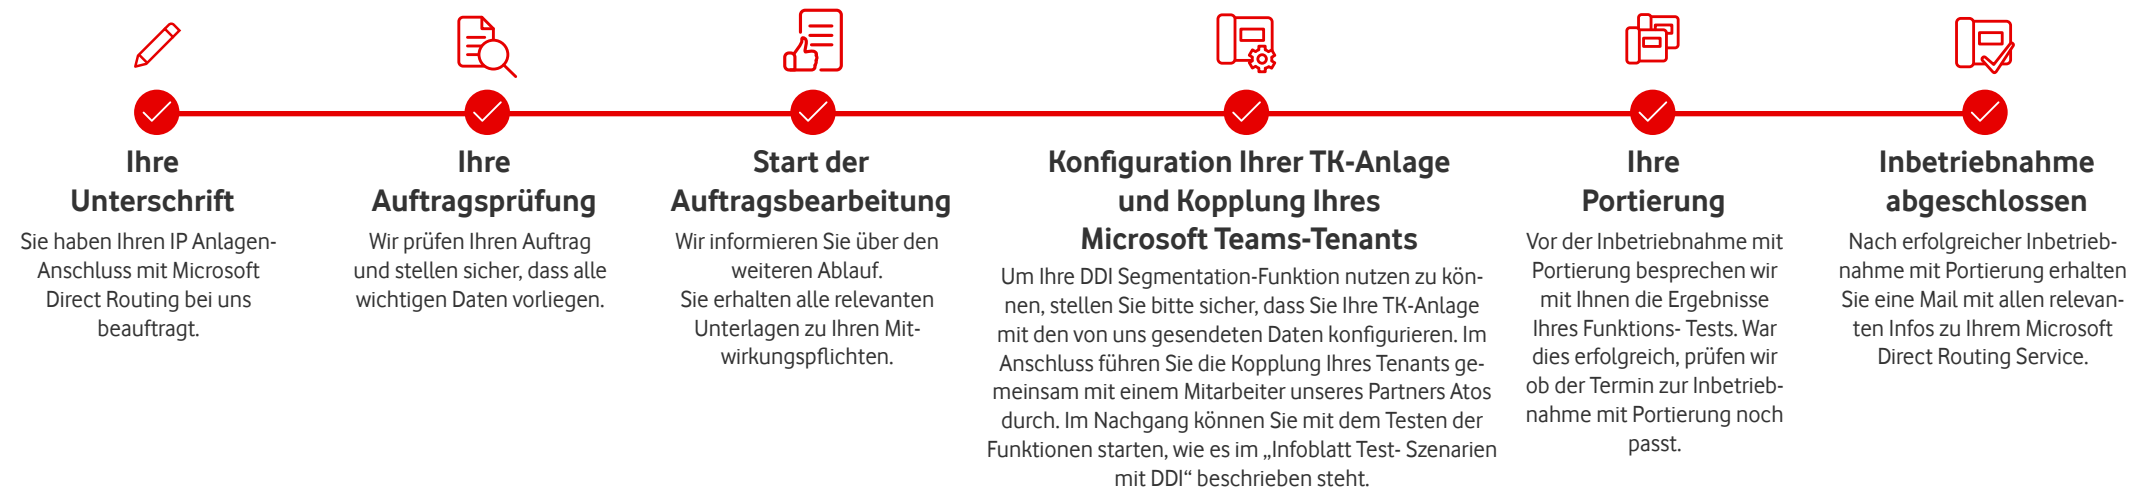 Ihre
Unterschrift
Sie haben Ihren IP Anlagen-
Anschluss mit Microsoft
Direct Routing bei uns
beauftragt.
Ihre
Auftragsprüfung
Wir prüfen Ihren Auftrag
und stellen sicher, dass alle
wichtigen Daten vorliegen.
Start der
Auftragsbearbeitung
Wir informieren Sie über den
weiteren Ablauf.
Sie erhalten alle relevanten
Unterlagen zu Ihren Mit-
wirkungspflichten.
Konfiguration Ihrer TK-Anlage
und Kopplung Ihres
Microsoft Teams-Tenants
Um Ihre DDI Segmentation-Funktion nutzen zu kön-
nen, stellen Sie bitte sicher, dass Sie Ihre TK-Anlage
mit den von uns gesendeten Daten konfigurieren. Im
Anschluss führen Sie die Kopplung Ihres Tenants ge-
meinsam mit einem Mitarbeiter unseres Partners Atos
durch. Im Nachgang können Sie mit dem Testen der
Funktionen starten, wie es im „Infoblatt Test- Szenarien
mit DDI“ beschrieben steht.
Ihre
Portierung
Vor der Inbetriebnahme mit
Portierung besprechen wir
mit Ihnen die Ergebnisse
Ihres Funktions- Tests. War
dies erfolgreich, prüfen wir
ob der Termin zur Inbetrieb-
nahme mit Portierung noch
passt.
Inbetriebnahme
abgeschlossen
Nach erfolgreicher Inbetrieb-
nahme mit Portierung erhalten
Sie eine Mail mit allen relevan-
ten Infos zu Ihrem Microsoft
Direct Routing Service.